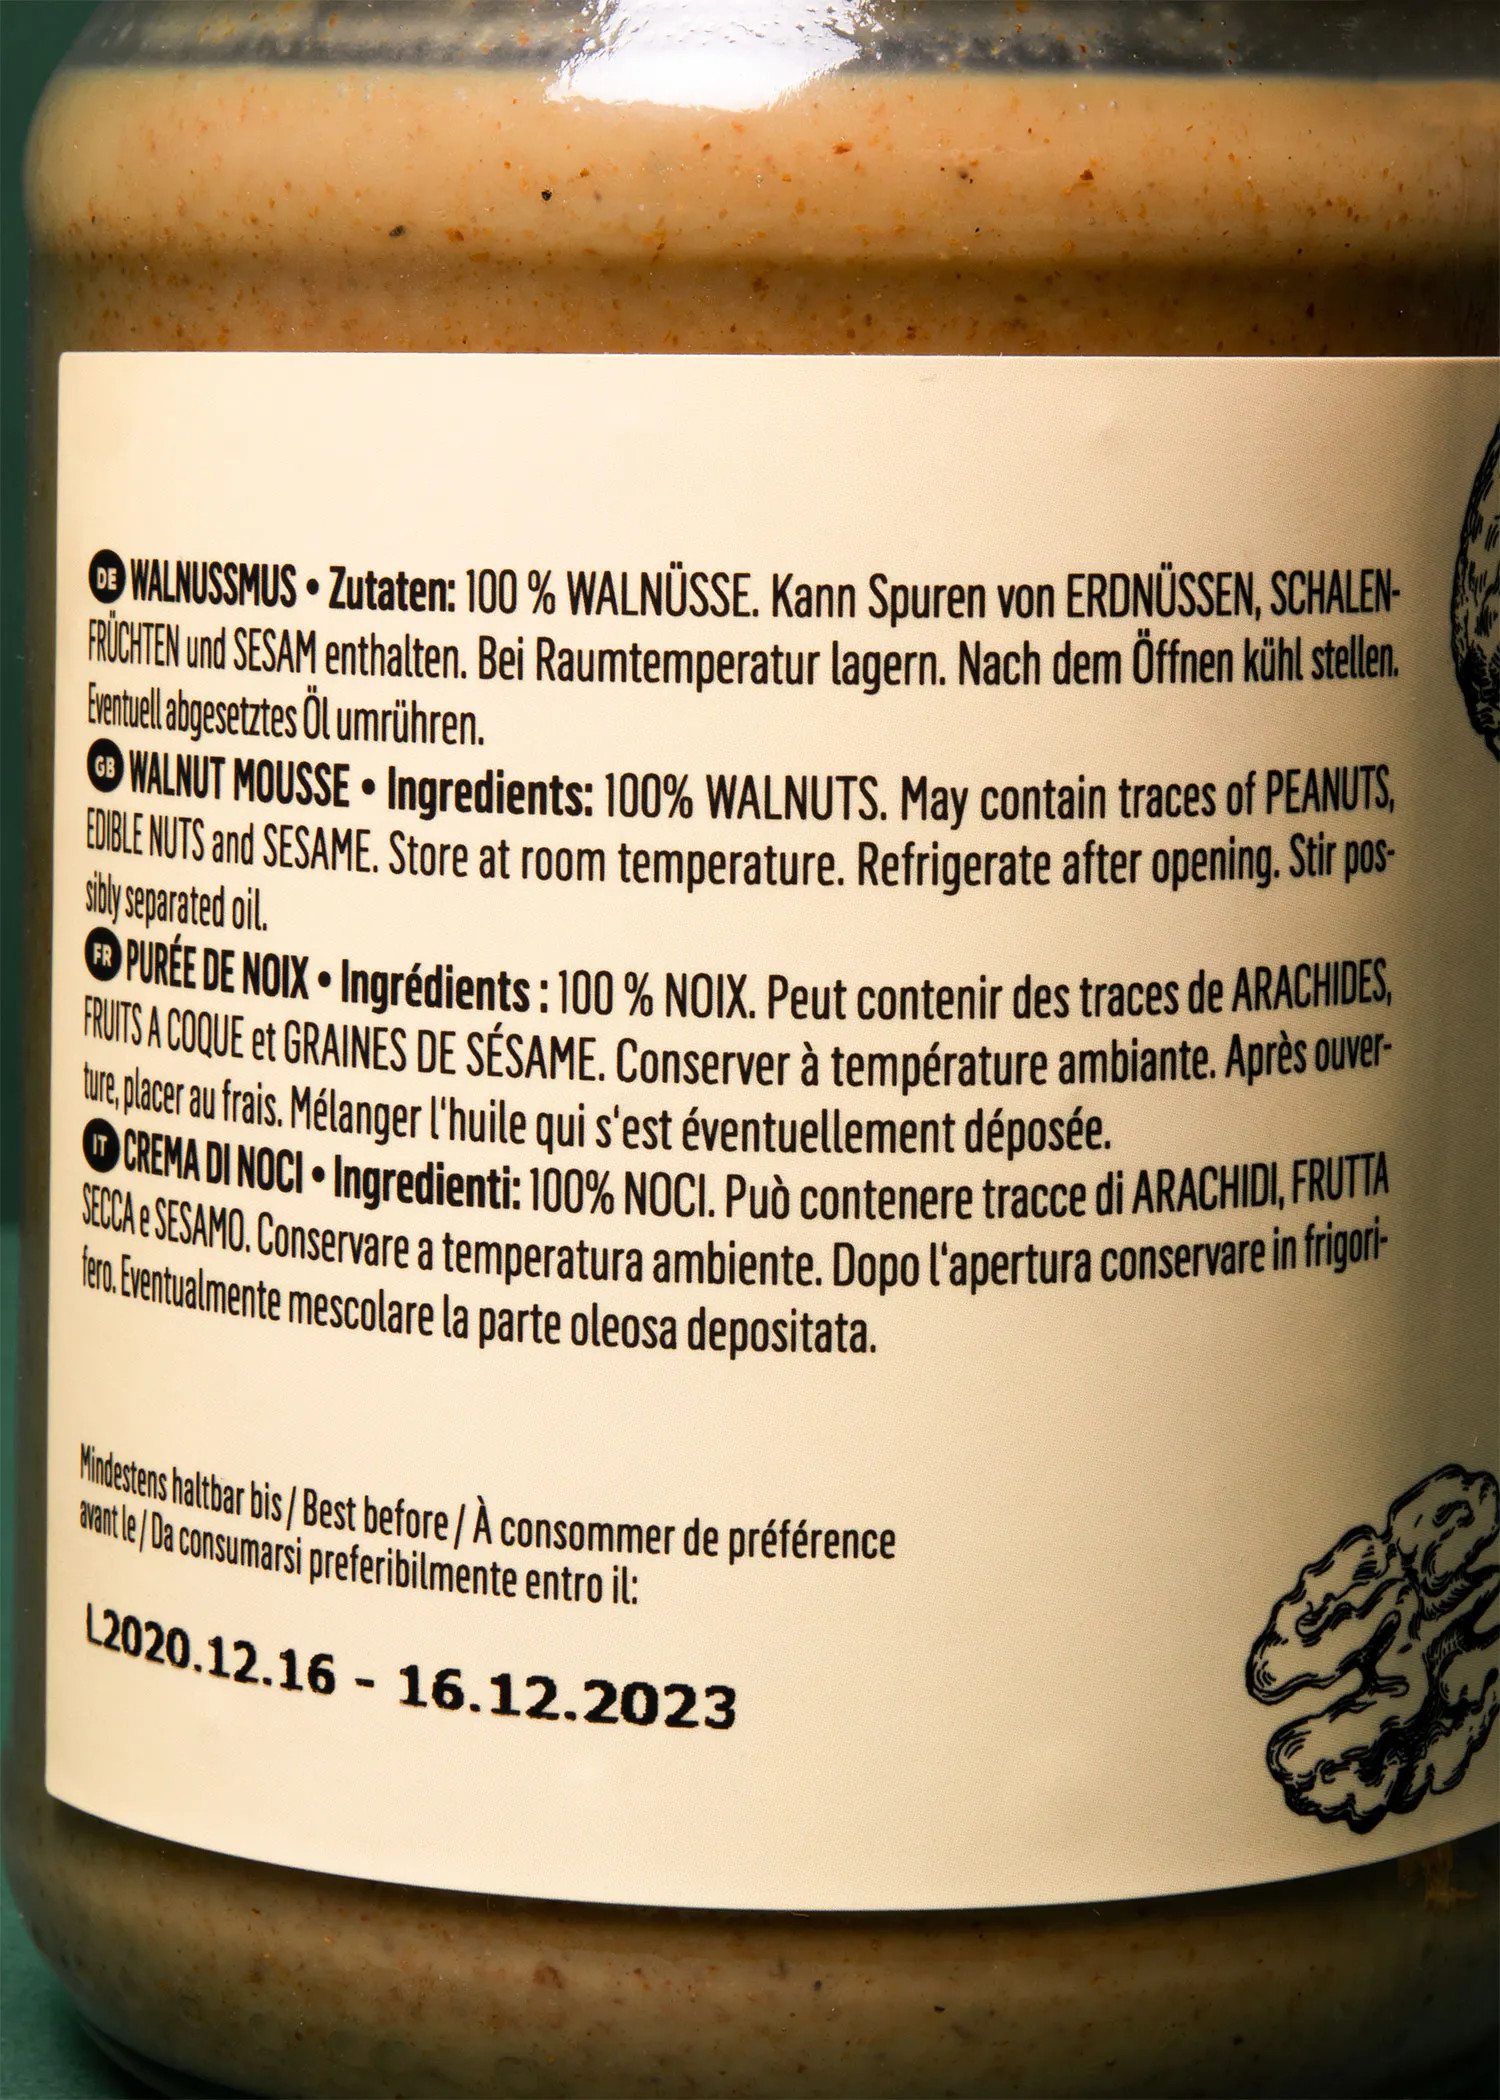 DE WALNUSSMUS • Zutaten: 100 % WALNÜSSE. Kann Spuren von ERDNÜSSEN, SCHALEN-
FRÜCHTEN und SESAM enthalten. Bei Raumtemperatur lagern. Nach dem Öffnen kühl stellen.
Eventuell abgesetztes Öl umrühren.
GB WALNUT MOUSSE • Ingredients: 100% WALNUTS. May contain traces of PEANUTS,
EDIBLE NUTS and SESAME. Store at room temperature. Refrigerate after opening. Stir pos-
sibly separated oil.
FR PURÉE DE NOIX • Ingrédients : 100 % NOIX. Peut contenir des traces de ARACHIDES,
FRUITS A COQUE et GRAINES DE SÉSAME. Conserver à température ambiante. Après ouver-
ture, placer au frais. Mélanger l'huile qui s'est éventuellement déposée.
IT CREMA DI NOCI • Ingredienti: 100% NOCI. Può contenere tracce di ARACHIDI, FRUTTA
SECCA e SESAMO. Conservare a temperatura ambiente. Dopo l'apertura conservare in frigori-
fero. Eventualmente mescolare la parte oleosa depositata.
Mindestens haltbar bis / Best before / À consommer de préférence
avant le / Da consumarsi preferibilmente entro il:
L2020.12.16 - 16.12.2023